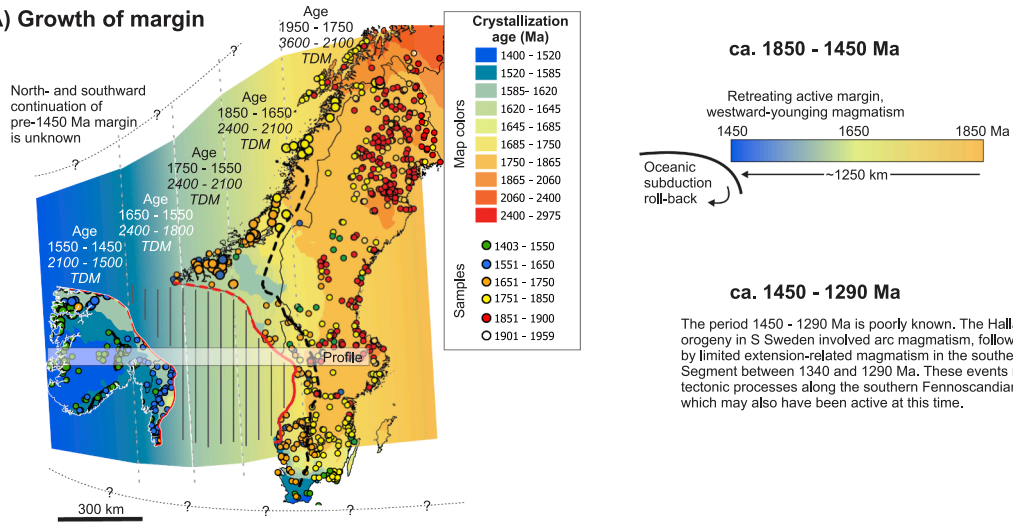 ) Growth of margin
North- and southward
continuation of
pre-1450 Ma margin
is unknown
Age
1950 - 1750
3600 - 2100
TDM
Age
1850 - 1650
2400 - 2100
TDM
Age
1750 - 1550
2400 - 2100
TDM
Age
1650 - 1550
2400 - 1800
TDM
Age
1550 - 1450
2100 - 1500
TDM
?
?
?
?
?
?
?
?
?
Profile
300 km
Crystallization
age (Ma)
Map colors
1400 - 1520
1520 - 1585
1585- 1620
1620 - 1645
1645 - 1685
1685 - 1750
1750 - 1865
1865 - 2060
2060 - 2400
2400 - 2975
Samples
1403 - 1550
1551 - 1650
1651 - 1750
1751 - 1850
1851 - 1900
1901 - 1959
ca. 1850 - 1450 Ma
Retreating active margin,
westward-younging magmatism
1450 1650 1850 Ma
Oceanic
subduction
roll-back
~1250 km
ca. 1450 - 1290 Ma
The period 1450 - 1290 Ma is poorly known. The Halla
orogeny in S Sweden involved arc magmatism, follow
by limited extension-related magmatism in the southe
Segment between 1340 and 1290 Ma. These events
tectonic processes along the southern Fennoscandia
which may also have been active at this time.